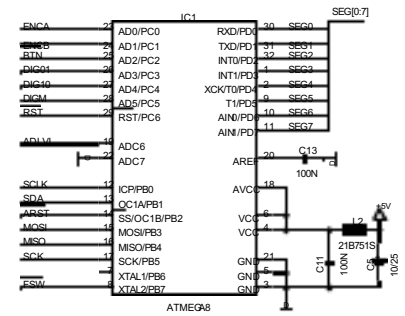 SEG[0:7]
IC1
ENCA 23 AD0/PC0 RXD/PD0 30 SEG0
ENCB 24 AD1/PC1 TXD/PD1 31 SEG1
BTN 25 AD2/PC2 INT0/PD2 32 SEG2
DIG01 26 AD3/PC3 INT1/PD3 1 SEG3
DIG10 27 AD4/PC4 XCK/T0/PD4 2 SEG4
DIGM 28 AD5/PC5 T1/PD5 9 SEG5
RST 29 RST/PC6 AIN0/PD6 10 SEG6
AIN1/PD7 11 SEG7
ADLVL 19 ADC6
22 ADC7 AREF 20 C13
100N
SCLK 12 ICP/PB0 AVCC 18
SDA 13 OC1A/PB1
ARST 14 SS/OC1B/PB2 VCC 6 L2 +5V
MOSI 15 MOSI/PB3 VCC 4
MISO 16 MISO/PB4 21B751S
SCK 17 SCK/PB5 GND 21 C11 100N C5 10/25
7 XTAL1/PB6 GND 5
FSW 8 XTAL2/PB7 GND 3
ATMEGA8